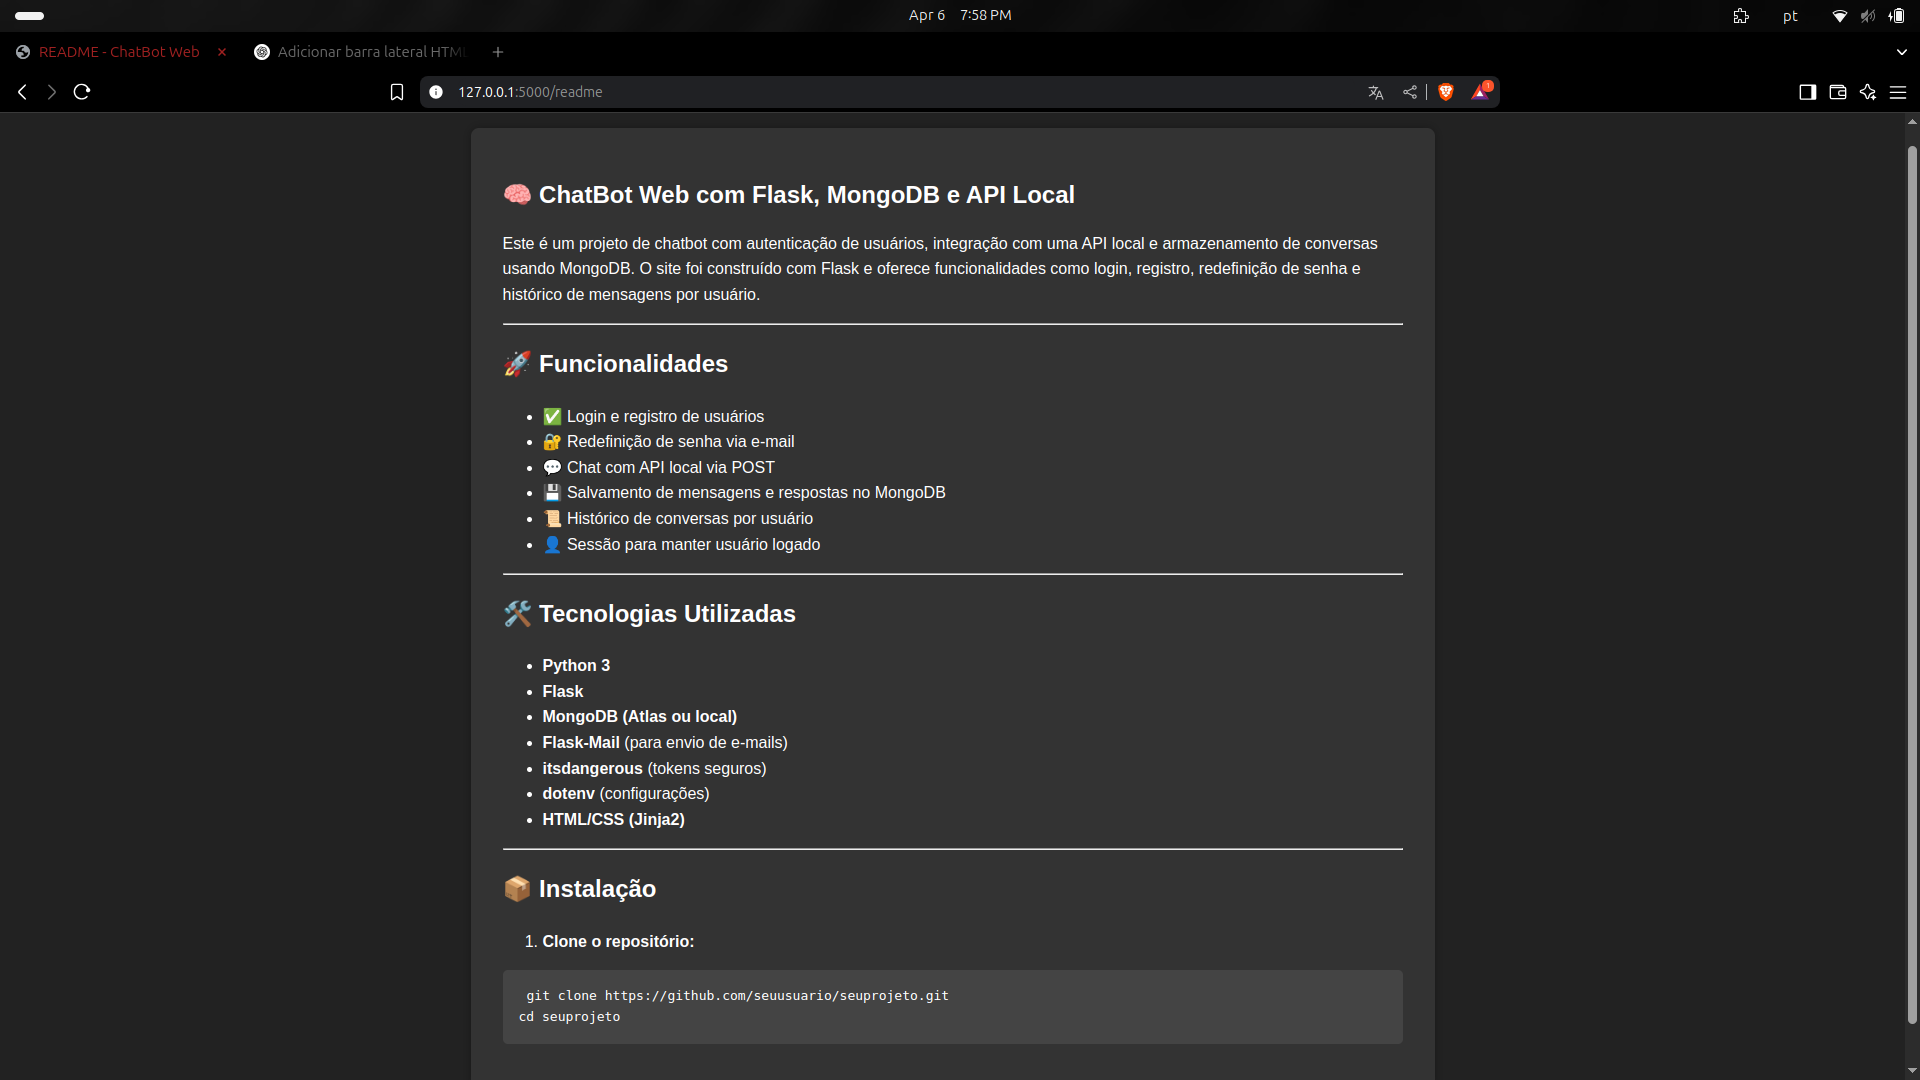 Apr 6 7:58 PM
pt
README - ChatBot Web
Adicionar barra lateral HTML
127.0.0.1:5000/readme
1
🧠 ChatBot Web com Flask, MongoDB e API Local
Este é um projeto de chatbot com autenticação de usuários, integração com uma API local e armazenamento de conversas
usando MongoDB. O site foi construído com Flask e oferece funcionalidades como login, registro, redefinição de senha e
histórico de mensagens por usuário.
🚀 Funcionalidades
• ✅ Login e registro de usuários
• 🔐 Redefinição de senha via e-mail
• 💬 Chat com API local via POST
• 💾 Salvamento de mensagens e respostas no MongoDB
• 📜 Histórico de conversas por usuário
• 👤 Sessão para manter usuário logado
🛠️ Tecnologias Utilizadas
• Python 3
• Flask
• MongoDB (Atlas ou local)
• Flask-Mail (para envio de e-mails)
• itsdangerous (tokens seguros)
• dotenv (configurações)
• HTML/CSS (Jinja2)
📦 Instalação
1. Clone o repositório:
git clone https://github.com/seuusuario/seuprojeto.git
cd seuprojeto